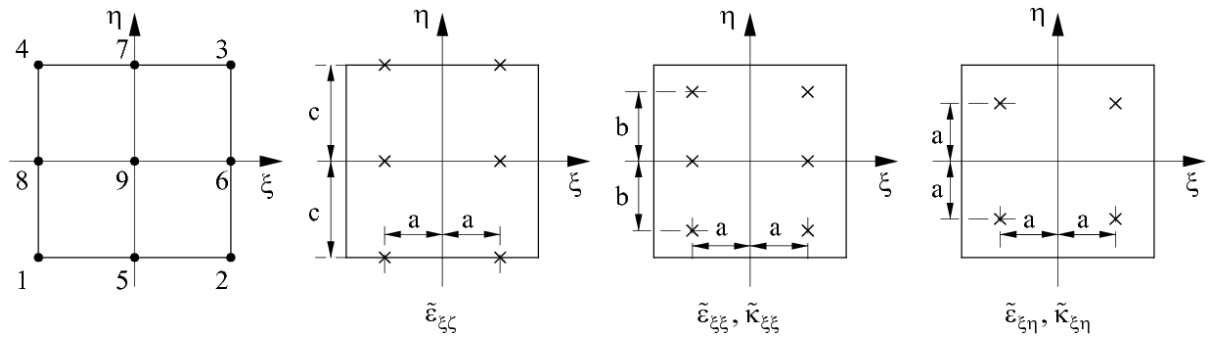 η η η η
4 7 3
c b a
8 9 6 ξ ξ ξ ξ
c b a
a a a a a a
1 5 2
ε̃ξζ ε̃ξξ, κ̃ξξ ε̃ξη, κ̃ξη